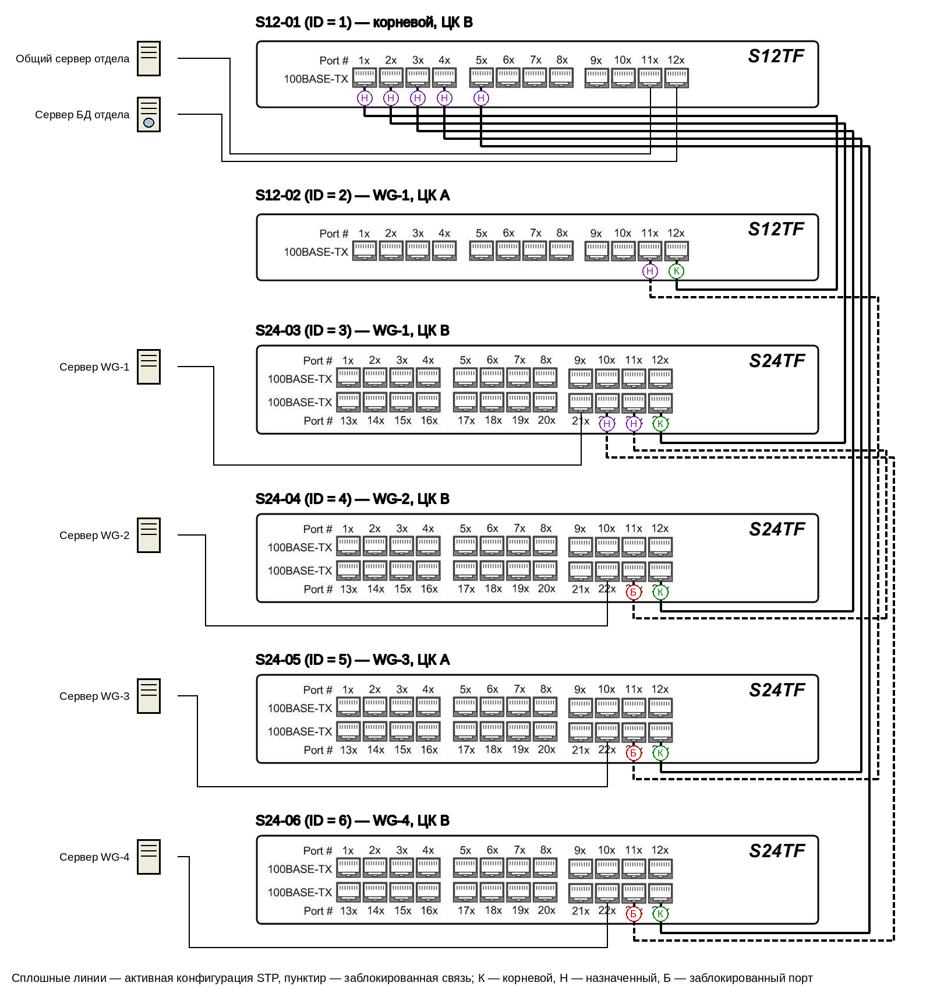 S12-01 (ID = 1) — корневой, ЦК В
Общий сервер отдела
Port # 1x 2x 3x 4x 5x 6x 7x 8x 9x 10x 11x 12x S12TF
100BASE-TX
Н Н Н Н Н
Сервер БД отдела
S12-02 (ID = 2) — WG-1, ЦК А
Port # 1x 2x 3x 4x 5x 6x 7x 8x 9x 10x 11x 12x S12TF
100BASE-TX
Н К
S24-03 (ID = 3) — WG-1, ЦК В
Port # 1x 2x 3x 4x 5x 6x 7x 8x 9x 10x 11x 12x S24TF
Сервер WG-1
100BASE-TX
100BASE-TX
Port # 13x 14x 15x 16x 17x 18x 19x 20x 21x Н Н К
S24-04 (ID = 4) — WG-2, ЦК В
Port # 1x 2x 3x 4x 5x 6x 7x 8x 9x 10x 11x 12x S24TF
Сервер WG-2
100BASE-TX
100BASE-TX
Port # 13x 14x 15x 16x 17x 18x 19x 20x 21x 22x Б К
S24-05 (ID = 5) — WG-3, ЦК А
Port # 1x 2x 3x 4x 5x 6x 7x 8x 9x 10x 11x 12x S24TF
Сервер WG-3
100BASE-TX
100BASE-TX
Port # 13x 14x 15x 16x 17x 18x 19x 20x 21x 22x Б К
S24-06 (ID = 6) — WG-4, ЦК В
Port # 1x 2x 3x 4x 5x 6x 7x 8x 9x 10x 11x 12x S24TF
Сервер WG-4
100BASE-TX
100BASE-TX
Port # 13x 14x 15x 16x 17x 18x 19x 20x 21x 22x Б К
Сплошные линии — активная конфигурация STP, пунктир — заблокированная связь; К — корневой, Н — назначенный, Б — заблокированный порт